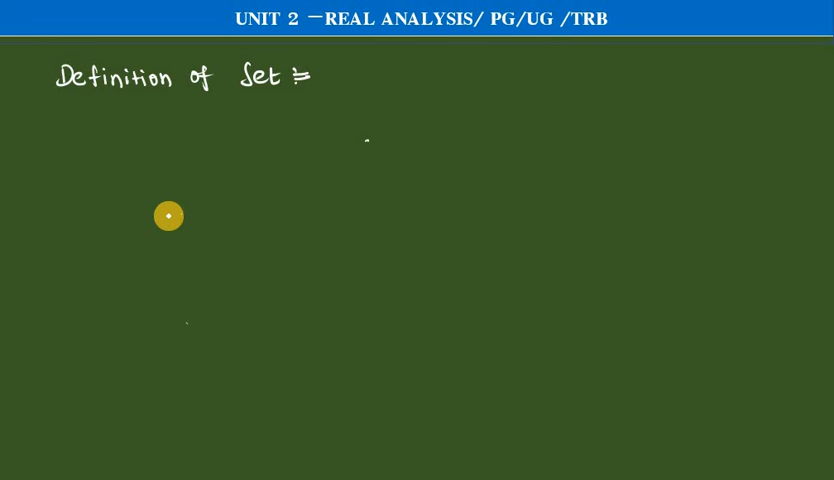 UNIT 2 —REAL ANALYSIS/ PG/UG /TRB
Definition of Set :=